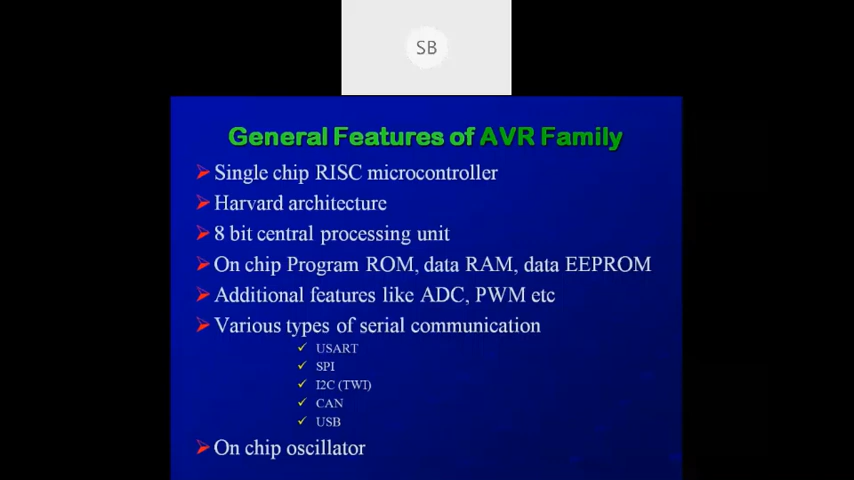 SB
General Features of AVR Family
Single chip RISC microcontroller
Harvard architecture
8 bit central processing unit
On chip Program ROM, data RAM, data EEPROM
Additional features like ADC, PWM etc
Various types of serial communication
USART
SPI
I2C (TWI)
CAN
USB
On chip oscillator